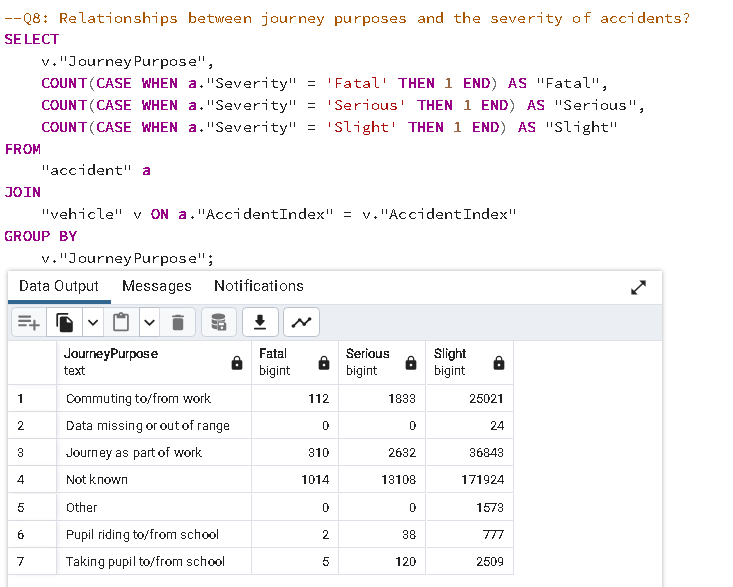 --Q8: Relationships between journey purposes and the severity of accidents?
SELECT
v."JourneyPurpose",
COUNT(CASE WHEN a."Severity" = 'Fatal' THEN 1 END) AS "Fatal",
COUNT(CASE WHEN a."Severity" = 'Serious' THEN 1 END) AS "Serious",
COUNT(CASE WHEN a."Severity" = 'Slight' THEN 1 END) AS "Slight"
FROM
"accident" a
JOIN
"vehicle" v ON a."AccidentIndex" = v."AccidentIndex"
GROUP BY
v."JourneyPurpose";
Data Output Messages Notifications
JourneyPurpose Fatal Serious Slight
text bigint bigint bigint
1 Commuting to/from work 112 1833 25021
2 Data missing or out of range 0 0 24
3 Journey as part of work 310 2632 36843
4 Not known 1014 13108 171924
5 Other 0 0 1573
6 Pupil riding to/from school 2 38 777
7 Taking pupil to/from school 5 120 2509